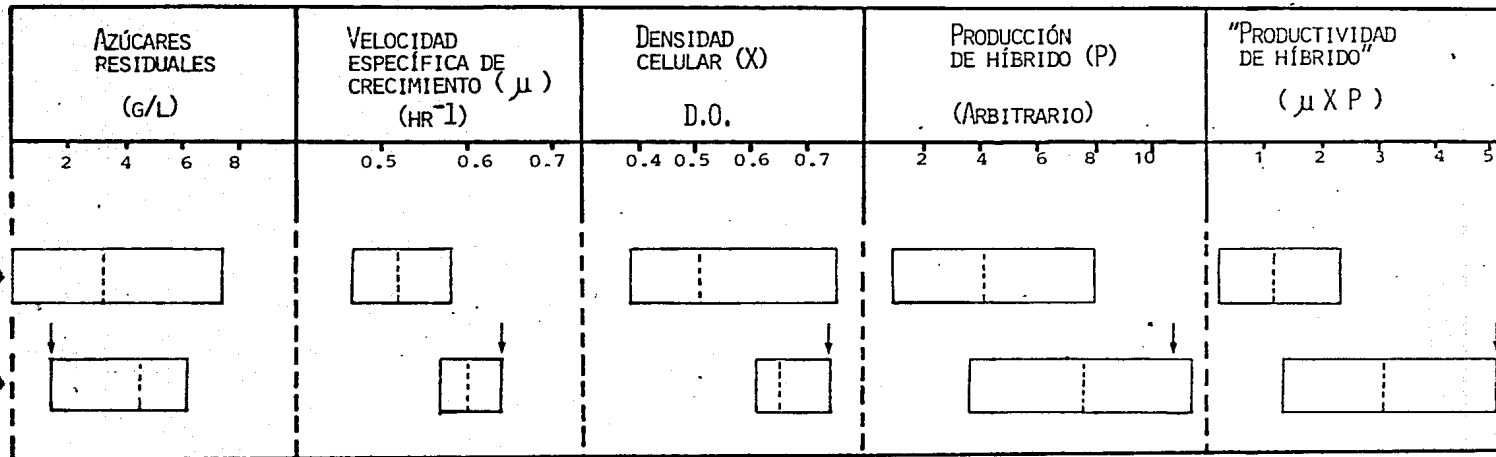 AZÚCARES
RESIDUALES
(G/L)
VELOCIDAD
ESPECÍFICA DE
CRECIMIENTO (µ)
(HR⁻1)
DENSIDAD
CELULAR (X)
D.O.
PRODUCCIÓN
DE HÍBRIDO (P)
(ARBITRARIO)
"PRODUCTIVIDAD
DE HÍBRIDO"
(µ X P)
2 4 6 8
0.5 0.6 0.7
0.4 0.5 0.6 0.7
2 4 6 8 10
1 2 3 4 5